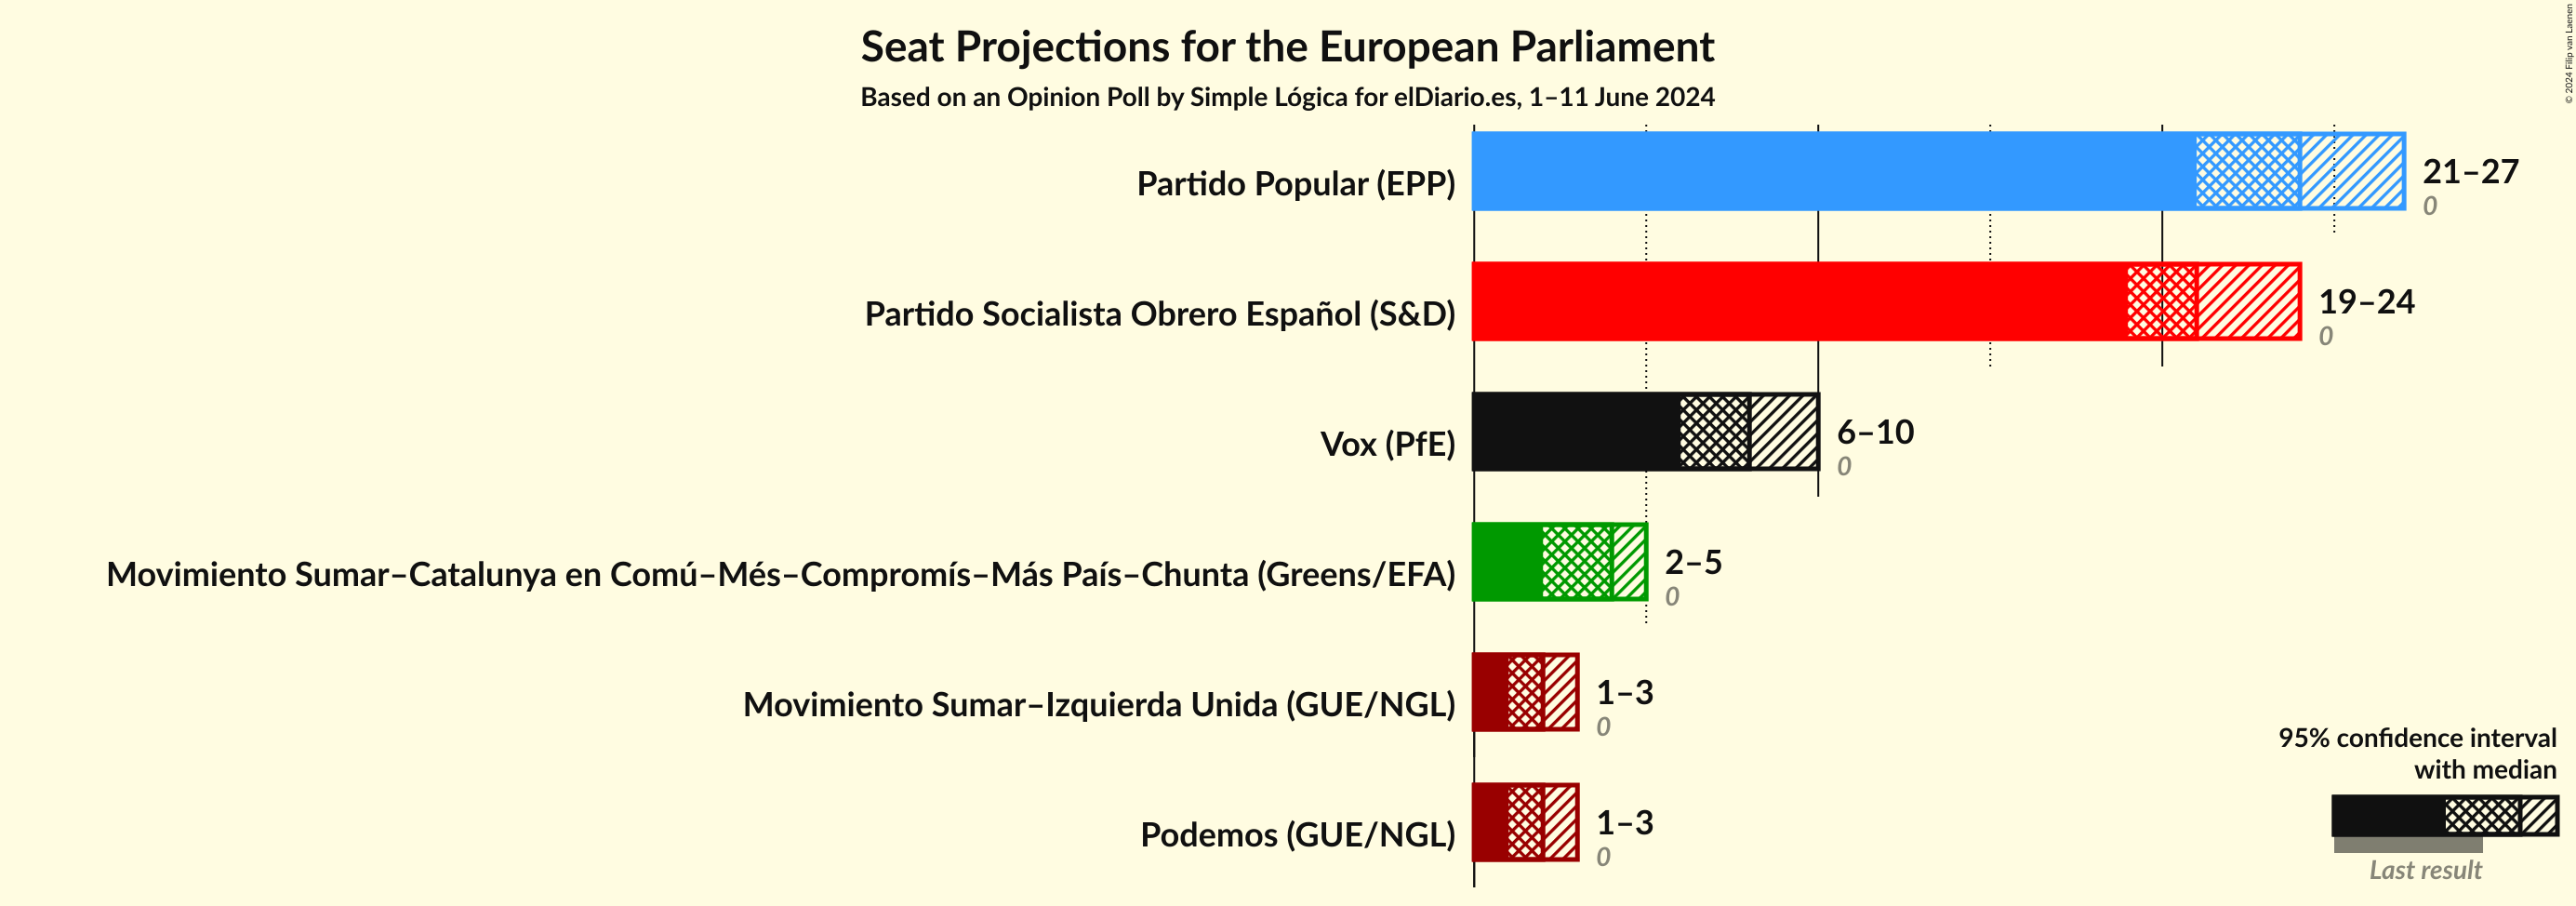 Seat Projections for the European Parliament
Based on an Opinion Poll by Simple Lógica for elDiario.es, 1–11 June 2024
© 2024 Filip van Laenen
Partido Popular (EPP)
21–27
0
Partido Socialista Obrero Español (S&D)
19–24
0
Vox (PfE)
6–10
0
Movimiento Sumar–Catalunya en Comú–Més–Compromís–Más País–Chunta (Greens/EFA)
2–5
0
Movimiento Sumar–Izquierda Unida (GUE/NGL)
1–3
0
Podemos (GUE/NGL)
1–3
0
95% confidence interval
with median
Last result